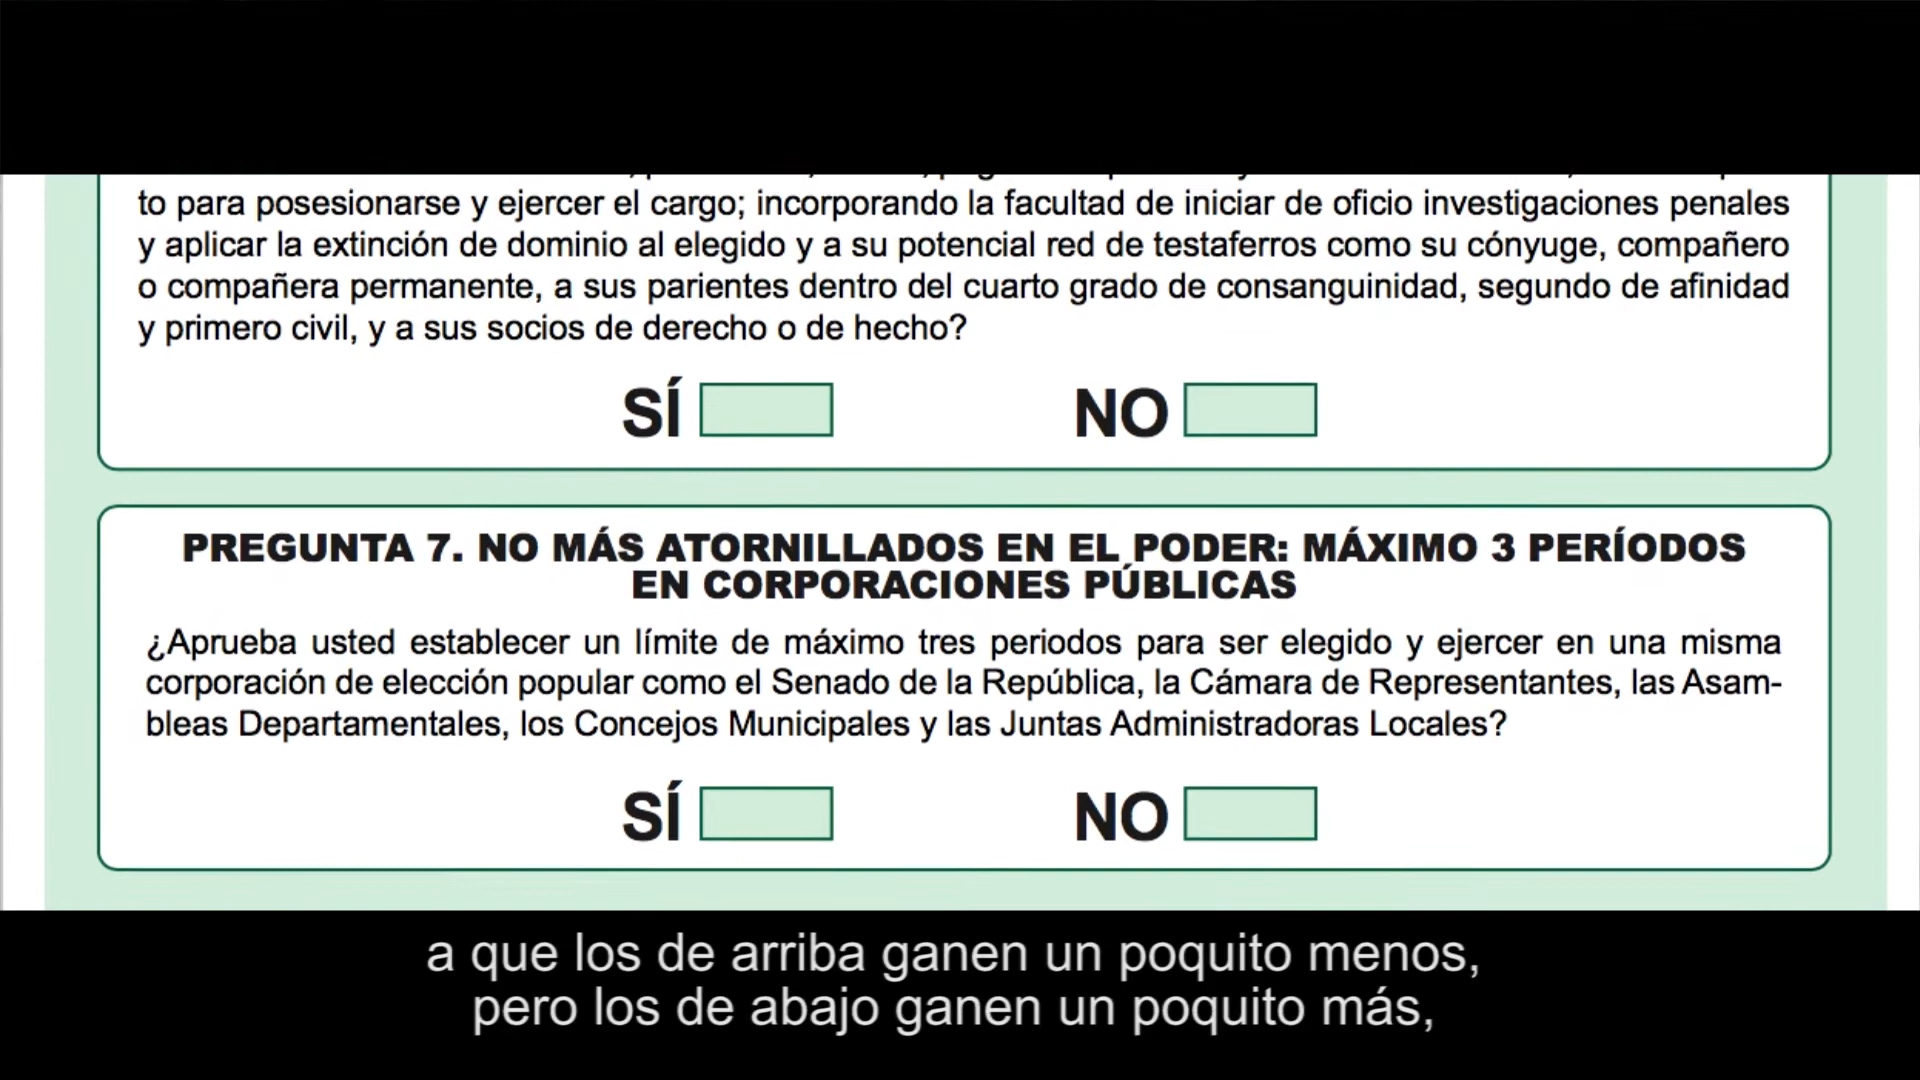 to para posesionarse y ejercer el cargo; incorporando la facultad de iniciar de oficio investigaciones penales
y aplicar la extinción de dominio al elegido y a su potencial red de testaferros como su cónyuge, compañero
o compañera permanente, a sus parientes dentro del cuarto grado de consanguinidad, segundo de afinidad
y primero civil, y a sus socios de derecho o de hecho?
SÍ NO
PREGUNTA 7. NO MÁS ATORNILLADOS EN EL PODER: MÁXIMO 3 PERÍODOS
EN CORPORACIONES PÚBLICAS
¿Aprueba usted establecer un límite de máximo tres periodos para ser elegido y ejercer en una misma
corporación de elección popular como el Senado de la República, la Cámara de Representantes, las Asam-
bleas Departamentales, los Concejos Municipales y las Juntas Administradoras Locales?
SÍ NO
a que los de arriba ganen un poquito menos,
pero los de abajo ganen un poquito más,